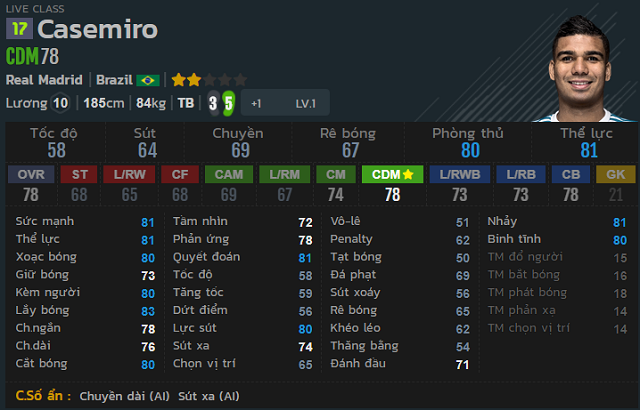 LIVE CLASS
17 Casemiro
CDM 78
Real Madrid | Brazil
Lương 10 | 185cm | 84kg | TB 3 5 +1 LV.1
Tốc độ Sút Chuyền Rê bóng Phòng thủ Thể lực
58 64 69 67 80 81
OVR ST L/RW CF CAM L/RM CM CDM L/RWB L/RB CB GK
78 68 65 68 69 67 74 78 73 73 78 21
Sức mạnh 81 Tầm nhìn 72 Vô-lê 51 Nhảy 81
Thể lực 81 Phản ứng 78 Penalty 62 Bình tĩnh 80
Xoạc bóng 80 Quyết đoán 81 Tạt bóng 50 TM đổ người 15
Giữ bóng 73 Tốc độ 58 Đá phạt 69 TM bắt bóng 16
Kèm người 80 Tăng tốc 59 Sút xoáy 56 TM phát bóng 18
Lấy bóng 83 Dứt điểm 56 Rê bóng 65 TM phản xạ 14
Ch.ngắn 78 Lực sút 80 Khéo léo 62 TM chọn vị trí 14
Ch.dài 76 Sút xa 74 Thăng bằng 54
Cắt bóng 80 Chọn vị trí 65 Đánh đầu 71
C.Số ẩn : Chuyền dài (AI) Sút xa (AI)